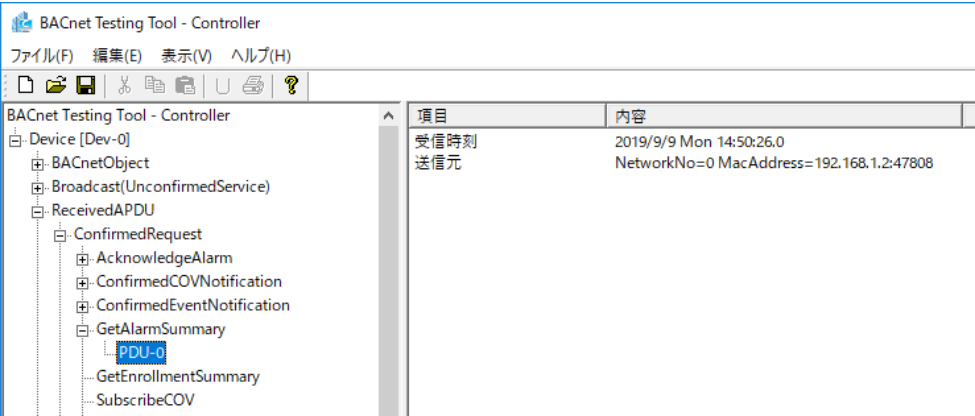 BACnet Testing Tool - Controller
ファイル(F) 編集(E) 表示(V) ヘルプ(H)
BACnet Testing Tool - Controller
Device [Dev-0]
BACnetObject
Broadcast(UnconfirmedService)
ReceivedAPDU
ConfirmedRequest
AcknowledgeAlarm
ConfirmedCOVNotification
ConfirmedEventNotification
GetAlarmSummary
PDU-0
GetEnrollmentSummary
SubscribeCOV
項目 内容
受信時刻 2019/9/9 Mon 14:50:26.0
送信元 NetworkNo=0 MacAddress=192.168.1.2:47808